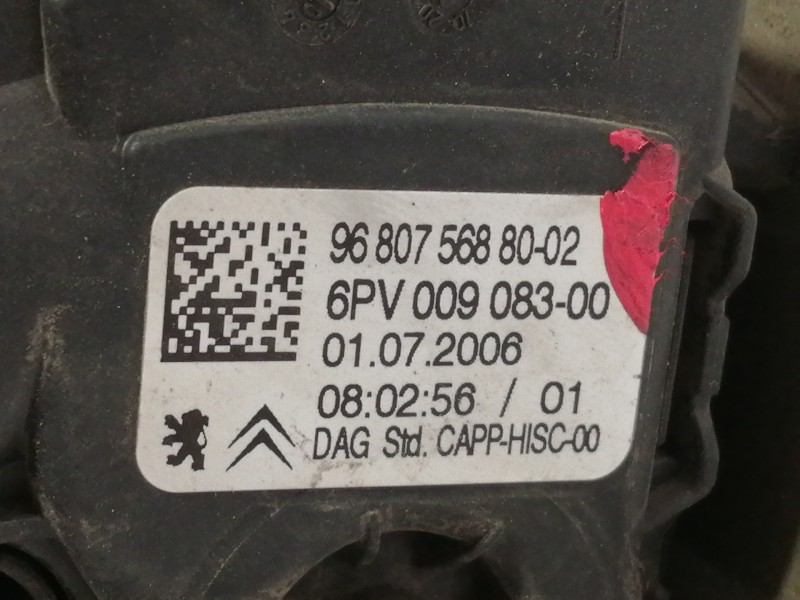 96 807 568 80-02
6PV 009 083-00
01.07.2006
08:02:56 / 01
DAG Std. CAPP-HISC-00